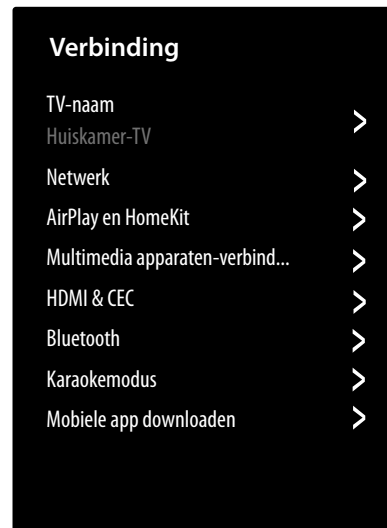 Verbinding
TV-naam
Huiskamer-TV
Netwerk
AirPlay en HomeKit
Multimedia apparaten-verbind...
HDMI & CEC
Bluetooth
Karaokemodus
Mobiele app downloaden